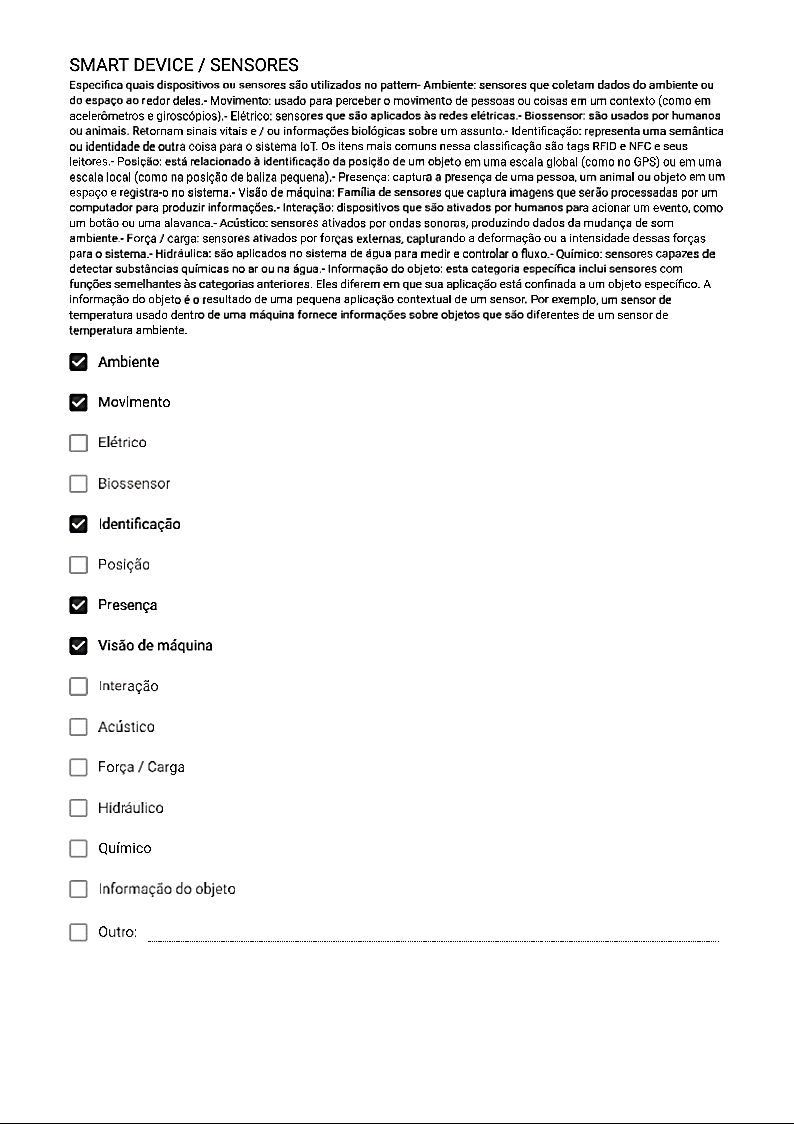 SMART DEVICE / SENSORES
Especifica quais dispositivos ou sensores são utilizados no pattern- Ambiente: sensores que coletam dados do ambiente ou
do espaço ao redor deles.- Movimento: usado para perceber o movimento de pessoas ou coisas em um contexto (como em
acelerômetros e giroscópios).- Elétrico: sensores que são aplicados às redes elétricas.- Biosensor: são usados por humanos
ou animais. Retornam sinais vitais e / ou informações biológicas sobre um assunto.- Identificação: representa uma semântica
ou identidade de outra coisa para o sistema IoT. Os itens mais comuns nessa classificação são tags RFID e NFC e seus
leitores.- Posição: está relacionado à identificação da posição de um objeto em uma escala global (como no GPS) ou em uma
escala local (como na posição de baliza pequena).- Presença: captura a presença de uma pessoa, um animal ou objeto em um
espaço e registra-o no sistema.- Visão de máquina: Família de sensores que captura imagens que serão processadas por um
computador para produzir informações.- Interação: dispositivos que são ativados por humanos para acionar um evento, como
um botão ou uma alavanca.- Acústico: sensores ativados por ondas sonoras, produzindo dados da mudança de som
ambiente.- Força / carga: sensores ativados por forças externas, capturando a deformação ou a intensidade dessas forças
para o sistema.- Hidráulica: são aplicados no sistema de água para medir e controlar o fluxo.- Químico: sensores capazes de
detectar substâncias químicas no ar ou na água.- Informação do objeto: esta categoria específica inclui sensores com
funções semelhantes às categorias anteriores. Eles diferem em que sua aplicação está confinada a um objeto específico. A
informação do objeto é o resultado de uma pequena aplicação contextual de um sensor. Por exemplo, um sensor de
temperatura usado dentro de uma máquina fornece informações sobre objetos que são diferentes de um sensor de
temperatura ambiente.
Ambiente
Movimento
Elétrico
Biossensor
Identificação
Posição
Presença
Visão de máquina
Interação
Acústico
Força / Carga
Hidráulico
Químico
Informação do objeto
Outro: